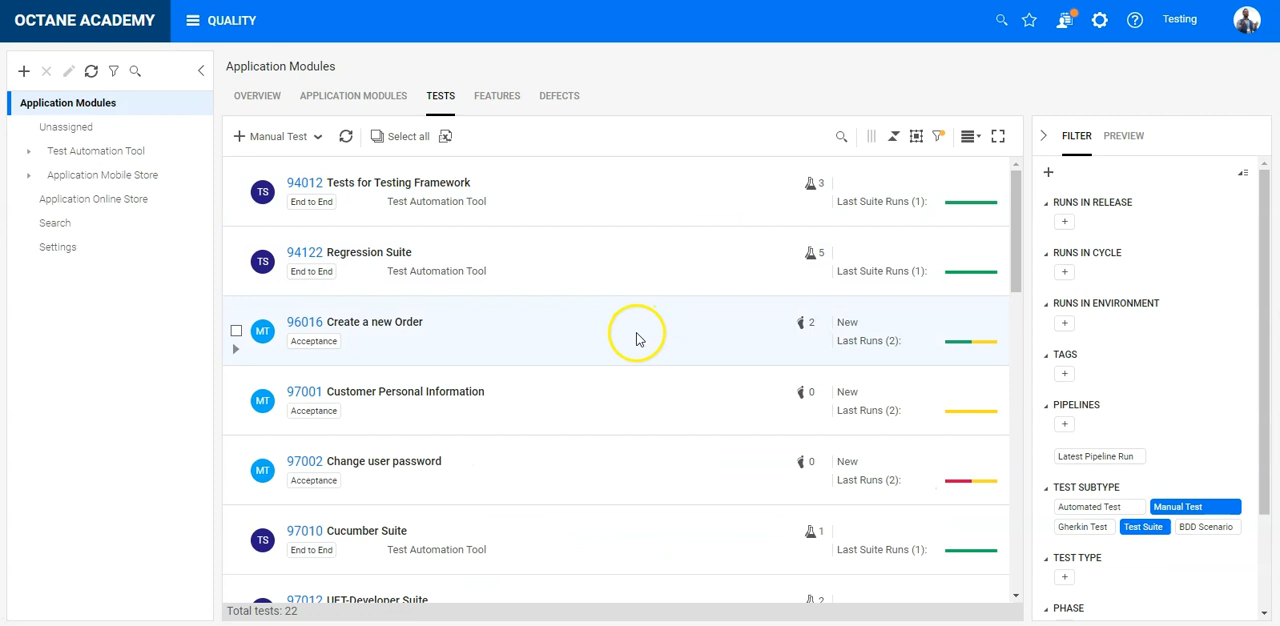 OCTANE ACADEMY
QUALITY
Testing
Application Modules
Unassigned
Test Automation Tool
Application Mobile Store
Application Online Store
Search
Settings
Application Modules
OVERVIEW APPLICATION MODULES TESTS FEATURES DEFECTS
Manual Test
Select all
TS 94012 Tests for Testing Framework 3
End to End Test Automation Tool Last Suite Runs (1):
TS 94122 Regression Suite 5
End to End Test Automation Tool Last Suite Runs (1):
MT 96016 Create a new Order 2 New
Acceptance Last Runs (2):
MT 97001 Customer Personal Information 0 New
Acceptance Last Runs (2):
MT 97002 Change user password 0 New
Acceptance Last Runs (2):
TS 97010 Cucumber Suite 1
End to End Test Automation Tool Last Suite Runs (1):
97012 UFT-Developer Suite 2
Total tests: 22
FILTER PREVIEW
RUNS IN RELEASE
RUNS IN CYCLE
RUNS IN ENVIRONMENT
TAGS
PIPELINES
Latest Pipeline Run
TEST SUBTYPE
Automated Test Manual Test
Gherkin Test Test Suite BDD Scenario
TEST TYPE
PHASE